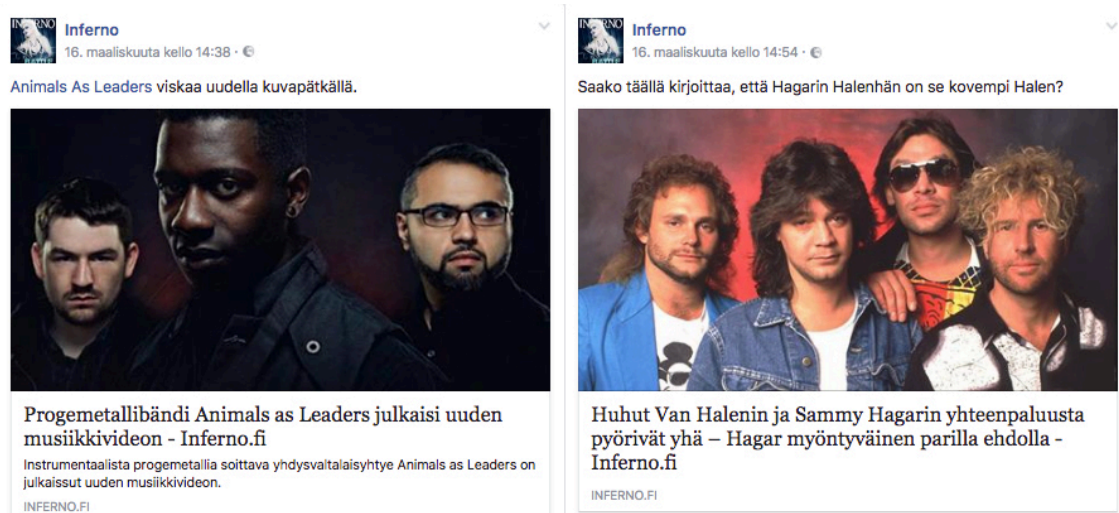 Inferno
16. maaliskuuta kello 14:38 ·
Animals As Leaders viskaa uudella kuvapätkällä.
Progemetallibändi Animals as Leaders julkaisi uuden
musiikkivideon - Inferno.fi
Instrumentaalista progemetallia soittava yhdysvaltalaisyhtye Animals as Leaders on
julkaissut uuden musiikkivideon.
INFERNO.FI
Inferno
16. maaliskuuta kello 14:54 ·
Saako täällä kirjoittaa, että Hagarin Halenhän on se kovempi Halen?
Huhut Van Halenin ja Sammy Hagarin yhteenpaluusta
pyörivät yhä – Hagar myöntyväinen parilla ehdolla -
Inferno.fi
INFERNO.FI